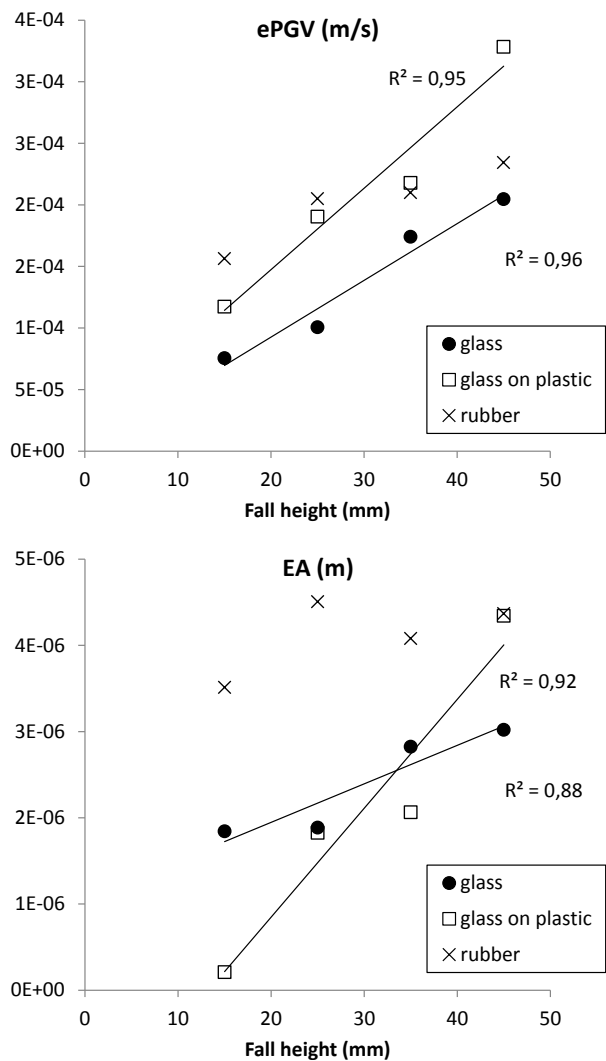 ePGV (m/s)
4E-04
3E-04
3E-04
2E-04
2E-04
1E-04
5E-05
0E+00
R² = 0,95
R² = 0,96
glass
glass on plastic
rubber
0 10 20 30 40 50
Fall height (mm)
EA (m)
5E-06
4E-06
3E-06
2E-06
1E-06
0E+00
R² = 0,92
R² = 0,88
glass
glass on plastic
rubber
0 10 20 30 40 50
Fall height (mm)